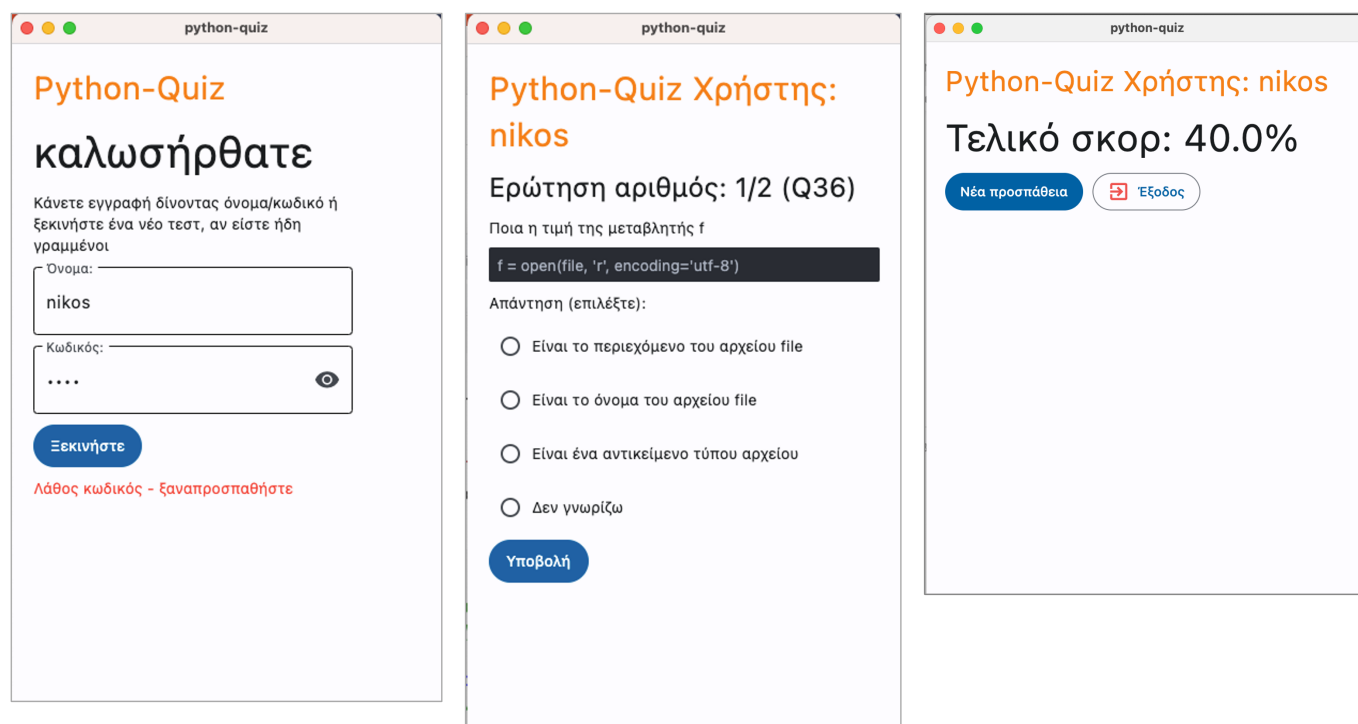 python-quiz
Python-Quiz
καλωσήρθατε
Κάνετε εγγραφή δίνοντας όνομα/κωδικό ή
ξεκινήστε ένα νέο τεστ, αν είστε ήδη
γραμμένοι
Όνομα:
nikos
Κωδικός:
••••
Ξεκινήστε
Λάθος κωδικός - ξαναπροσπαθήστε
python-quiz
Python-Quiz Χρήστης:
nikos
Ερώτηση αριθμός: 1/2 (Q36)
Ποια η τιμή της μεταβλητής f
f = open(file, 'r', encoding='utf-8')
Απάντηση (επιλέξτε):
Είναι το περιεχόμενο του αρχείου file
Είναι το όνομα του αρχείου file
Είναι ένα αντικείμενο τύπου αρχείου
Δεν γνωρίζω
Υποβολή
python-quiz
Python-Quiz Χρήστης: nikos
Τελικό σκορ: 40.0%
Νέα προσπάθεια
Έξοδος